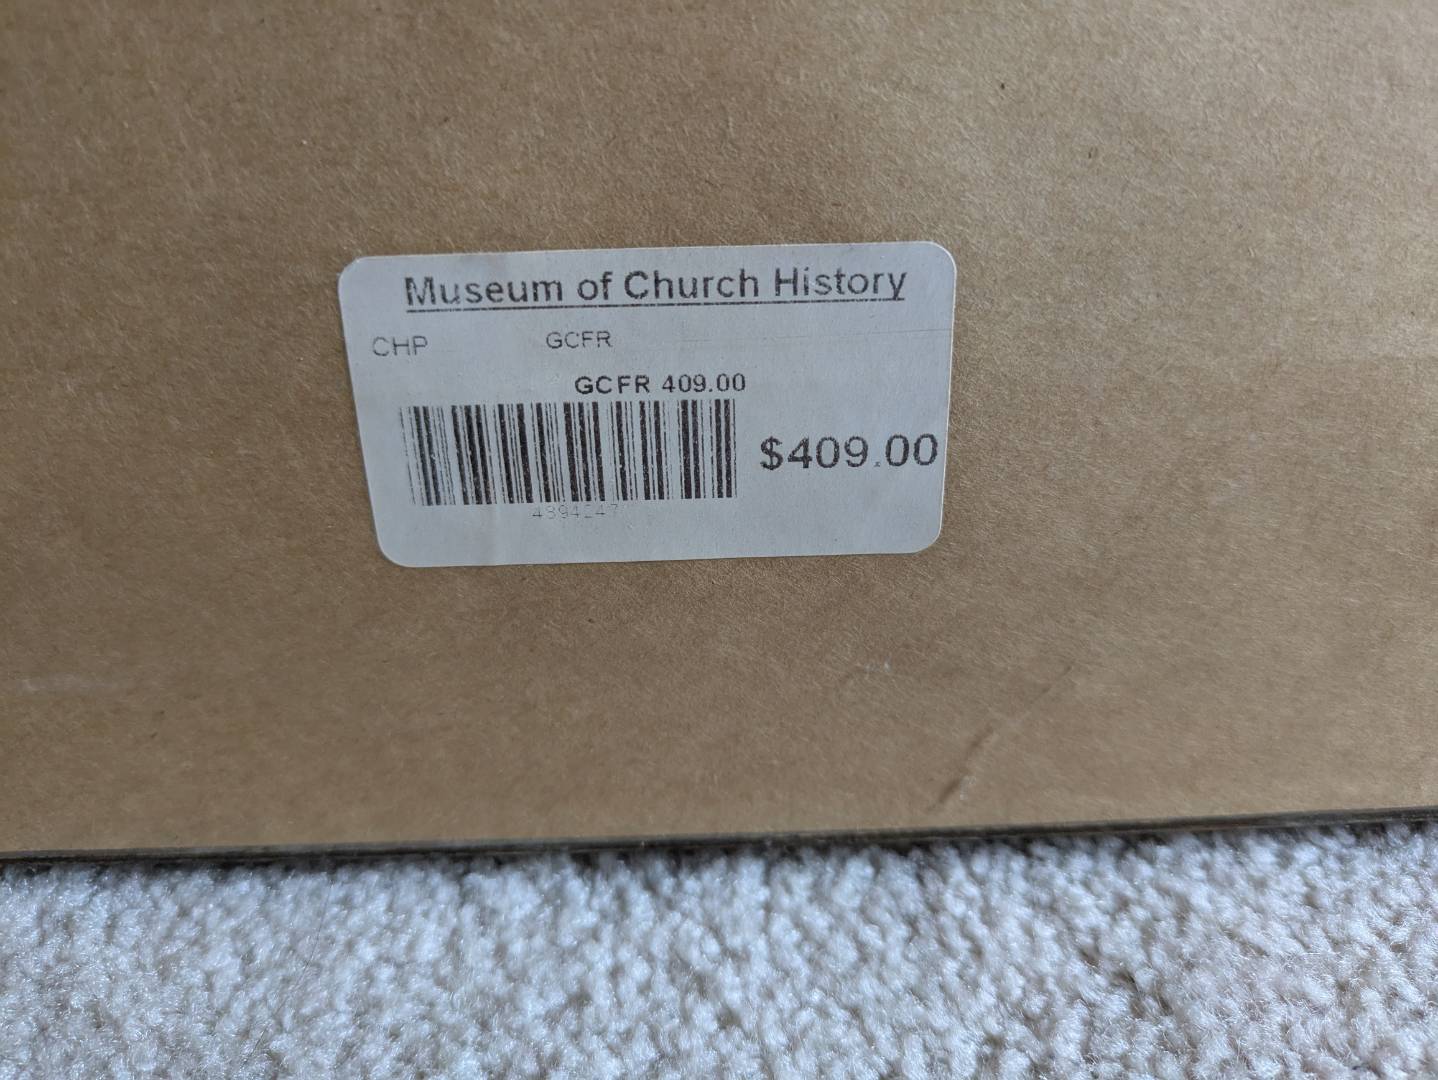 Museum of Church History
CHP GCFR
GCFR 409.00
$409.00